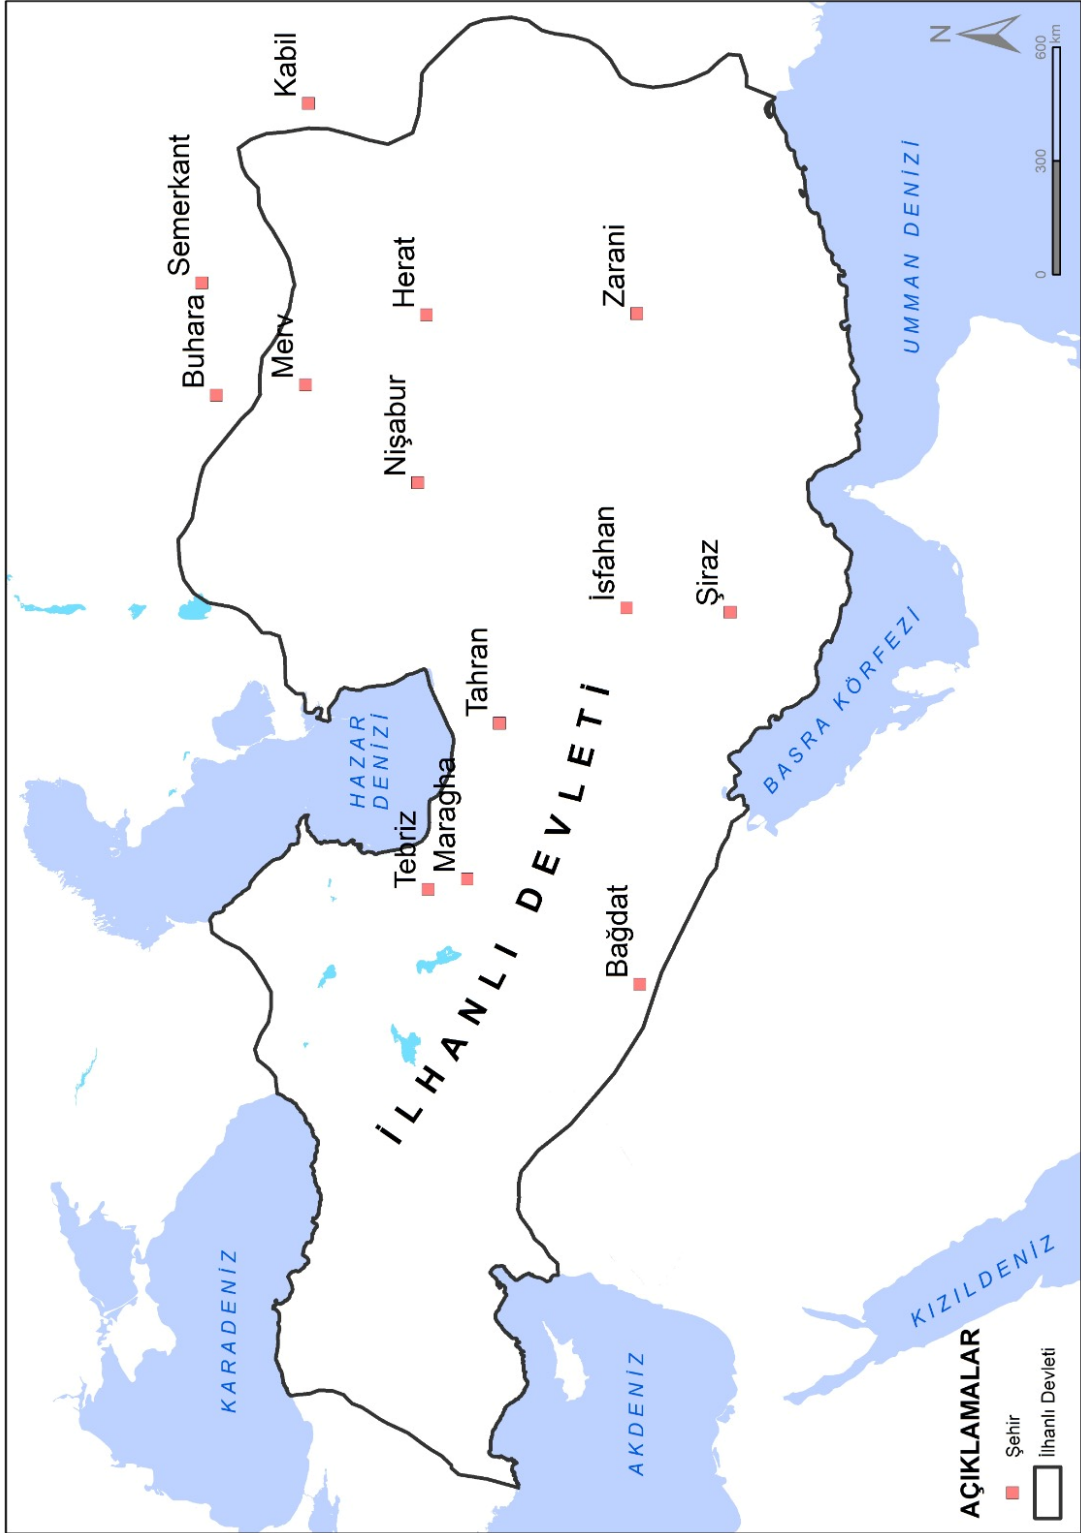 N
KARADENİZ
HAZAR
DENİZİ
Buhara
Semerkant
Merv
Kabil
Tebriz
Maragha
Nişabur
Herat
Tahran
İLHANLI DEVLETİ
Bağdat
İsfahan
Zarani
Şiraz
AKDENİZ
BASRA KÖRFEZİ
UMMAN DENİZİ
KIZILDENİZ
AÇIKLAMALAR
Şehir
İlhanlı Devleti
0 300 600
km